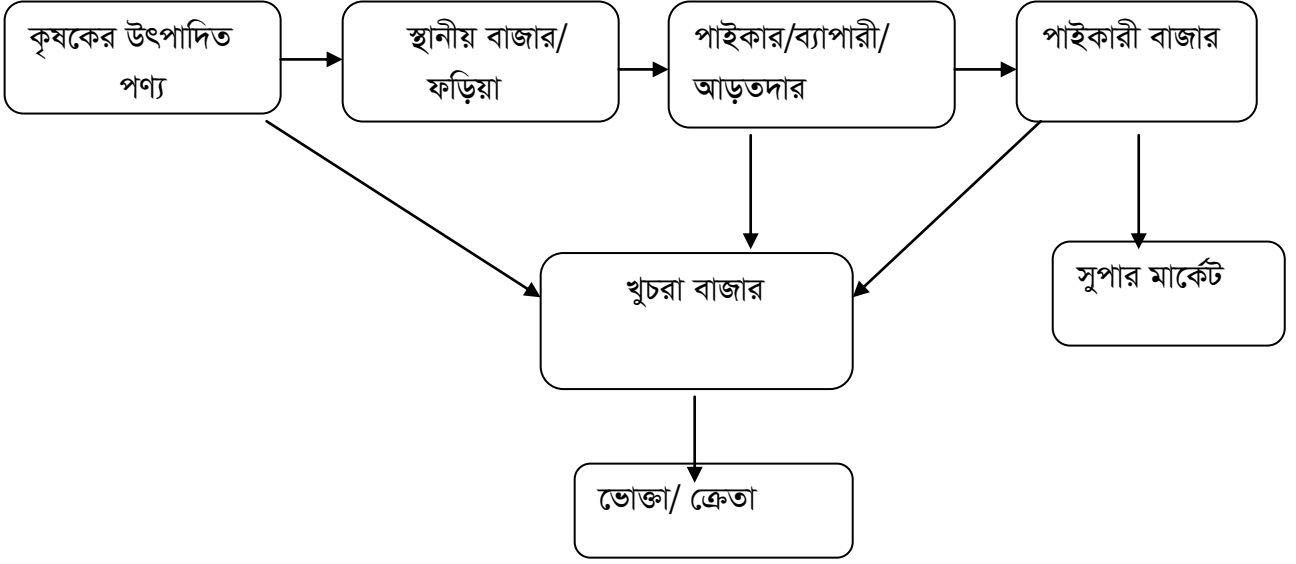 কৃষকের উৎপাদিত
পণ্য
স্থানীয় বাজার/
ফড়িয়া
পাইকার/ব্যাপারী/
আড়তদার
পাইকারী বাজার
খুচরা বাজার
সুপার মার্কেট
ভোক্তা/ ক্রেতা